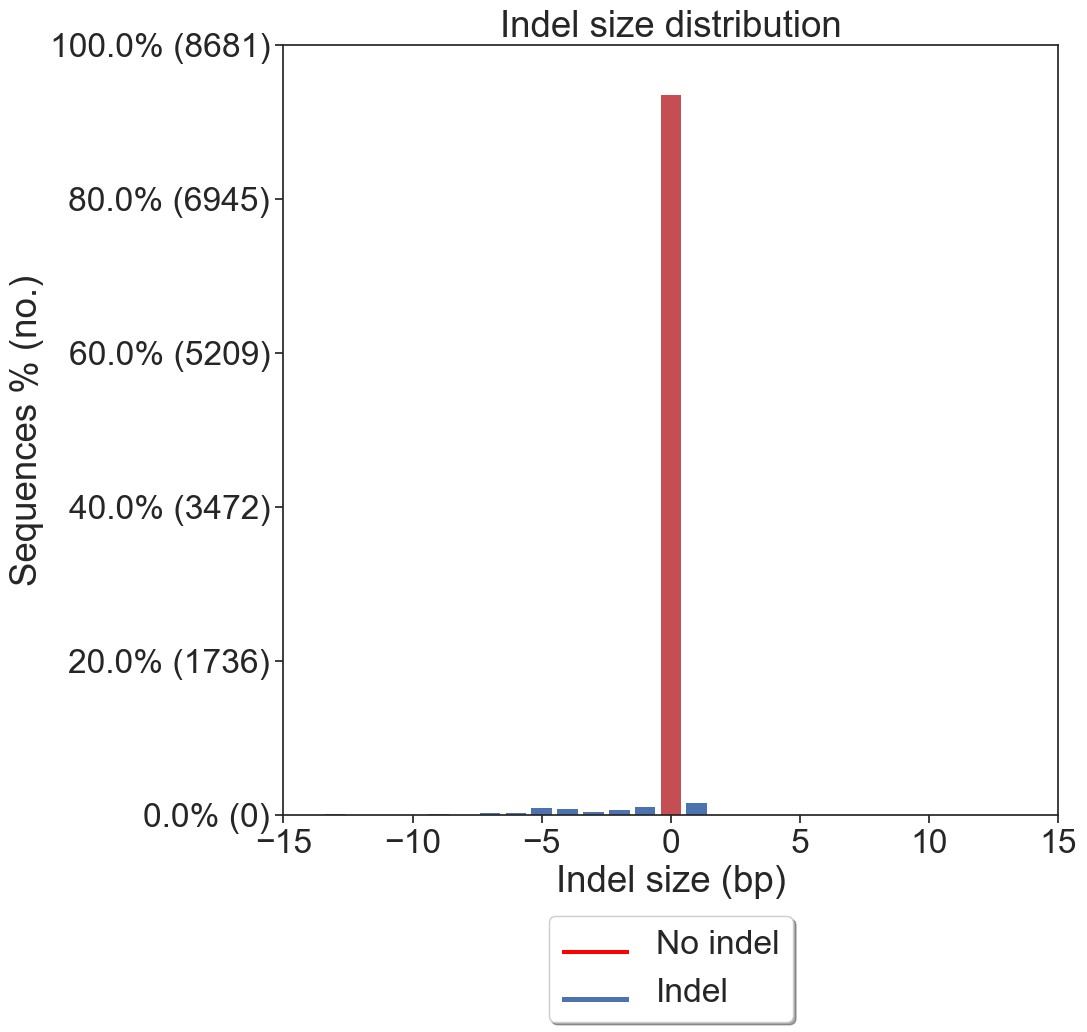 Indel size distribution
100.0% (8681)
80.0% (6945)
60.0% (5209)
40.0% (3472)
20.0% (1736)
0.0% (0)
Sequences % (no.)
−15 −10 −5 0 5 10 15
Indel size (bp)
No indel
Indel